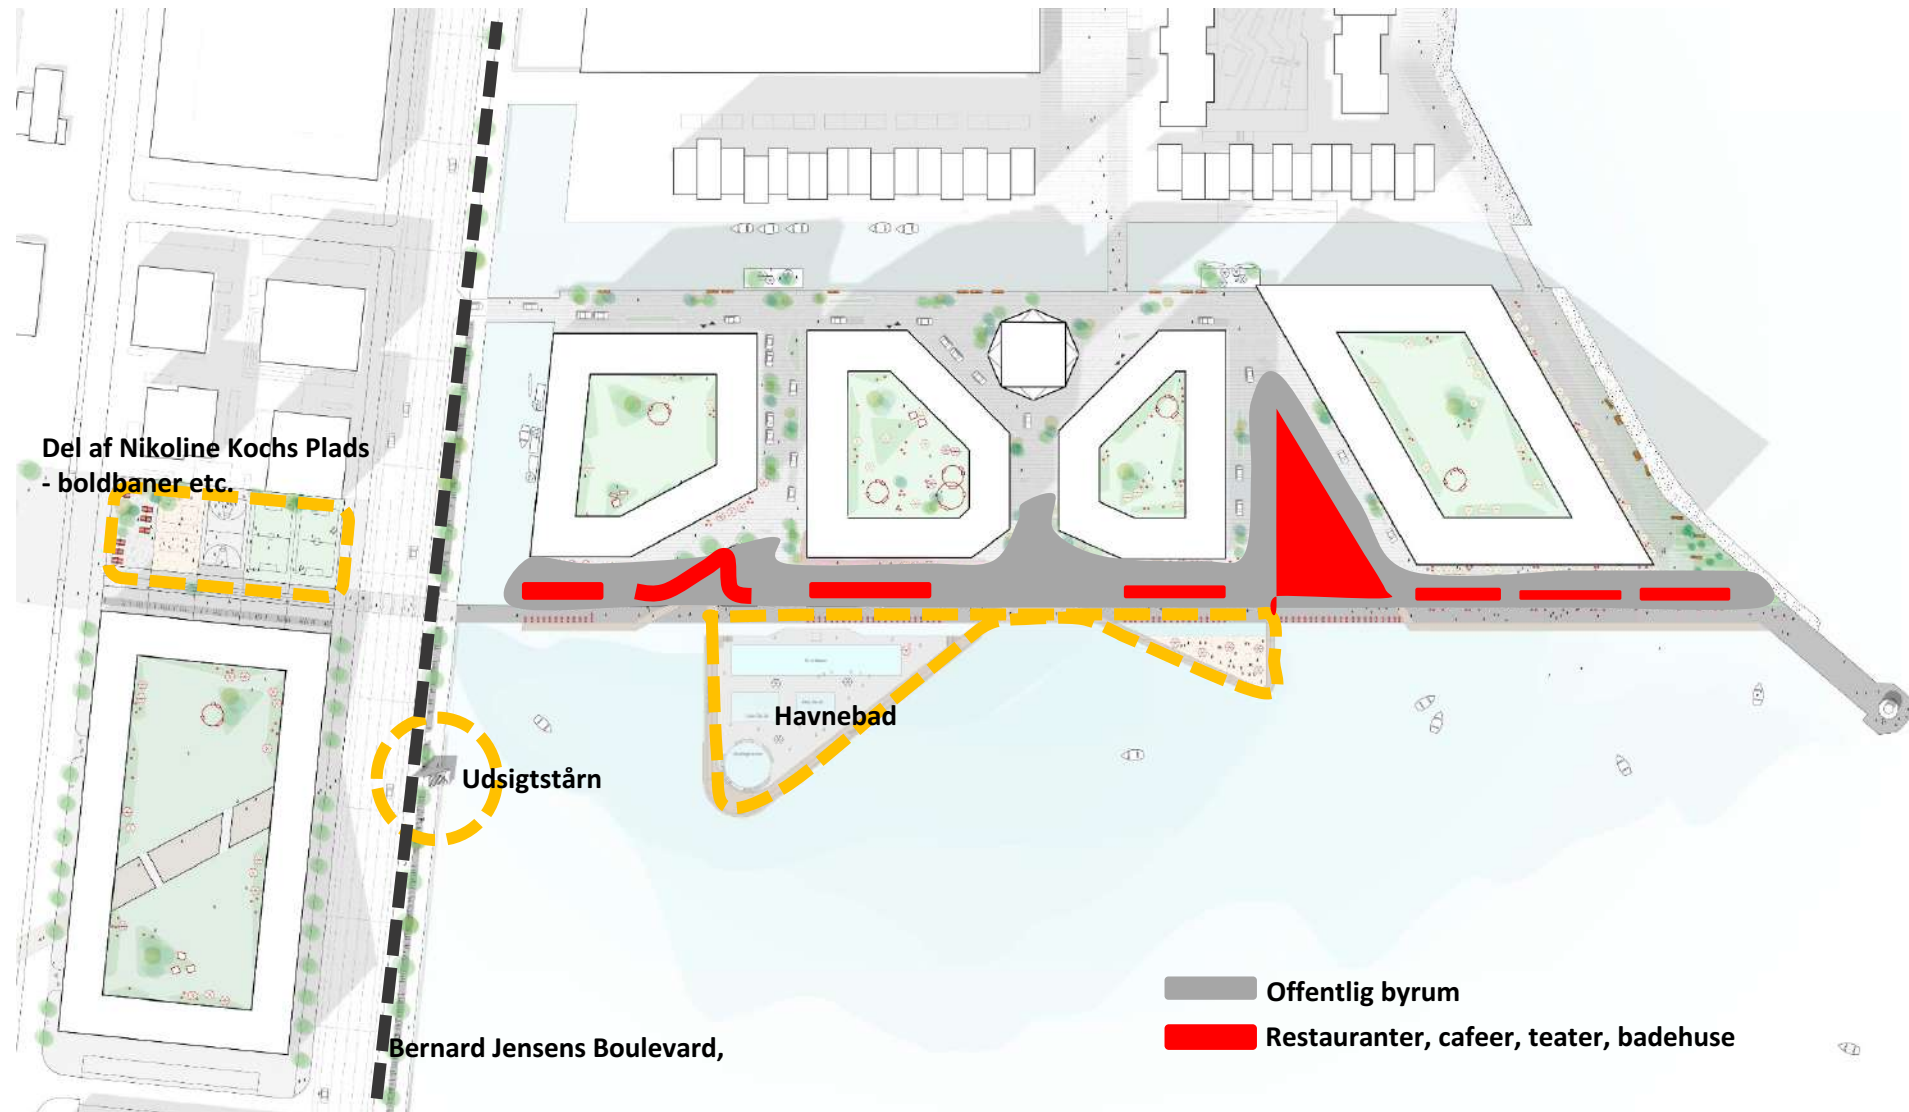 Del af Nikoline Kochs Plads
- boldbaner etc.
Havnebad
Udsigtstårn
Offentlig byrum
Restauranter, cafeer, teater, badehuse
Bernard Jensens Boulevard,